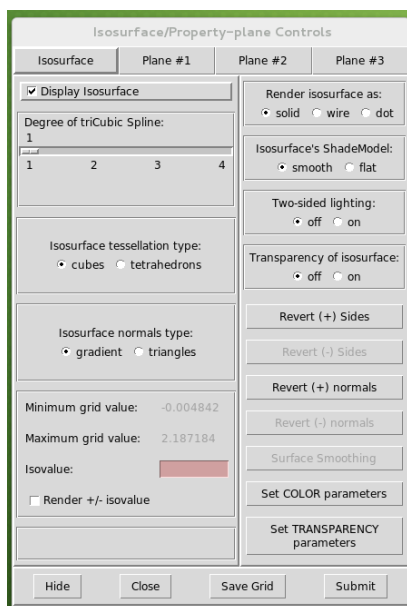 Isosurface/Property-plane Controls
Isosurface
Plane #1
Plane #2
Plane #3
Display Isosurface
Degree of triCubic Spline:
1
1 2 3 4
Isosurface tessellation type:
cubes tetrahedrons
Isosurface normals type:
gradient triangles
Minimum grid value: -0.004842
Maximum grid value: 2.187184
Isovalue:
Render +/- isovalue
Render isosurface as:
solid wire dot
Isosurface's ShadeModel:
smooth flat
Two-sided lighting:
off on
Transparency of isosurface:
off on
Revert (+) Sides
Revert (-) Sides
Revert (+) normals
Revert (-) normals
Surface Smoothing
Set COLOR parameters
Set TRANSPARENCY
parameters
Hide
Close
Save Grid
Submit